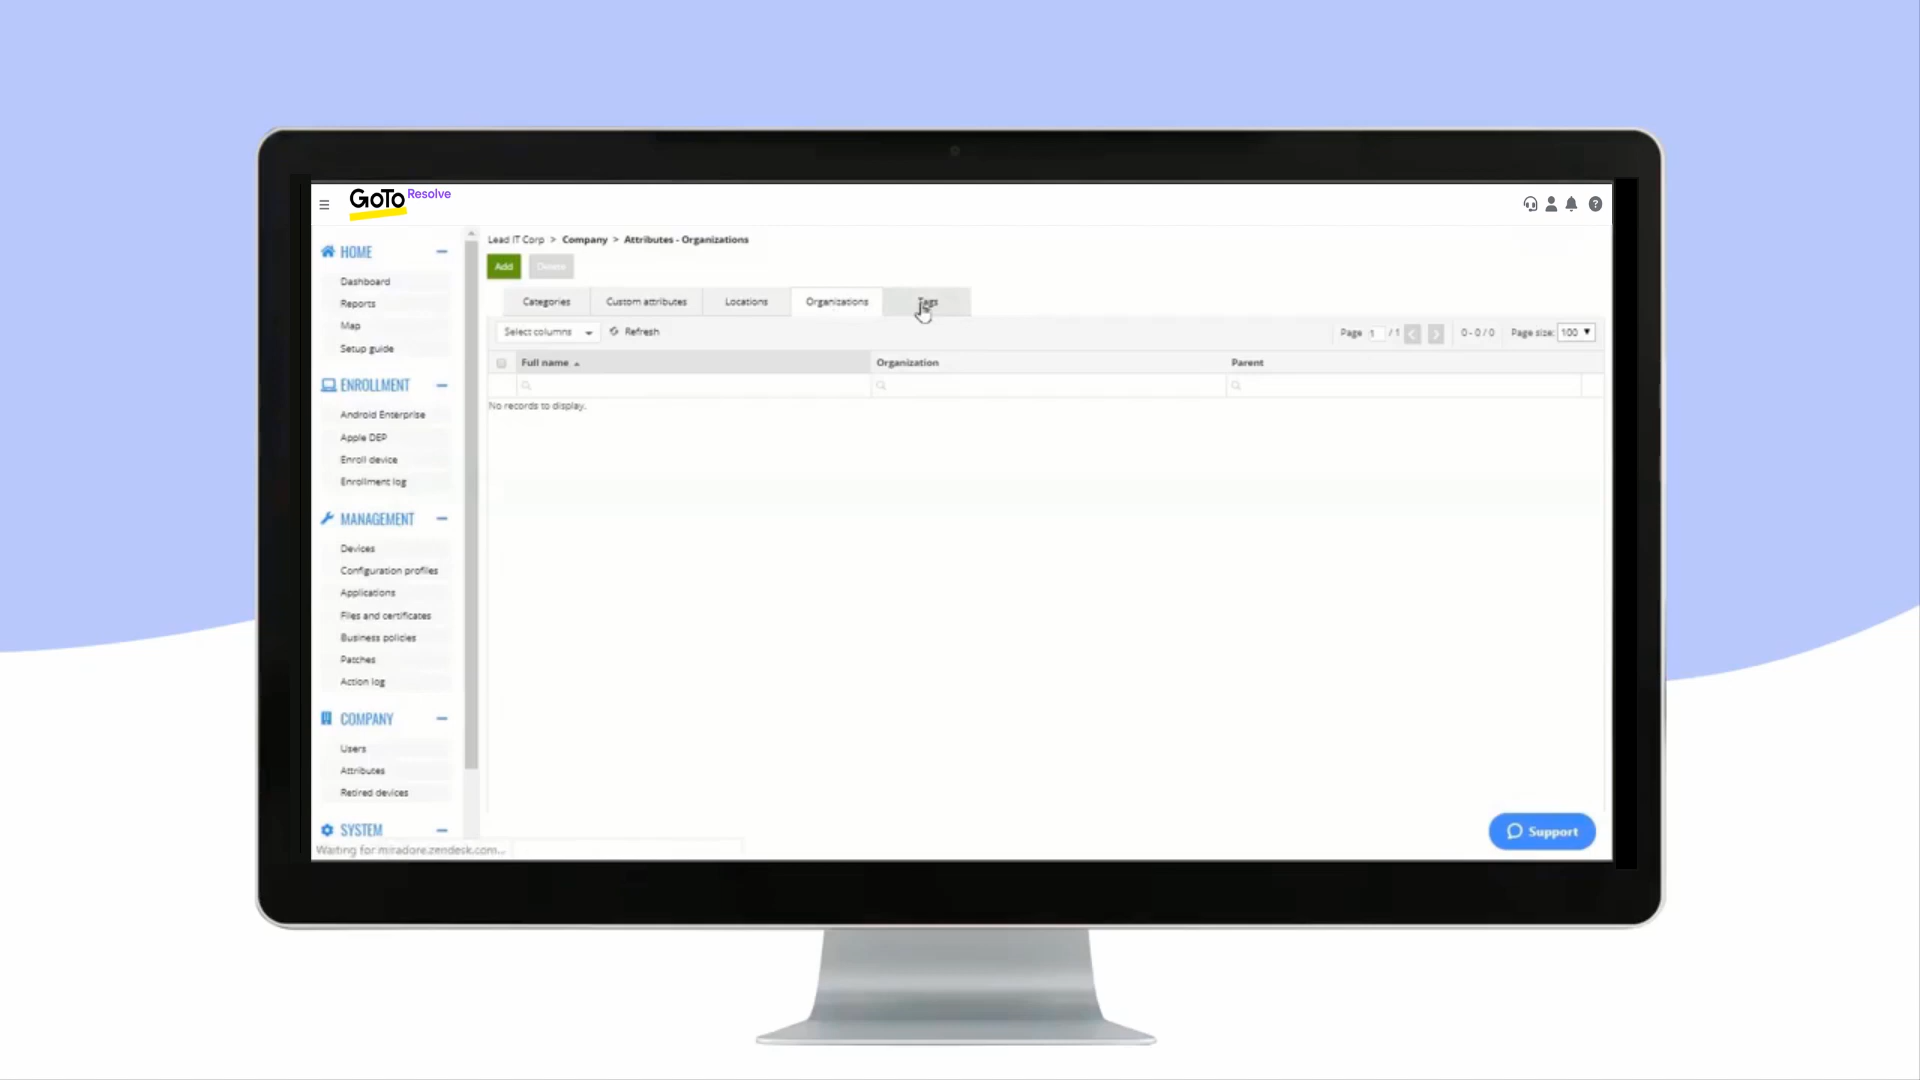 GoTo Resolve
Lead IT Corp > Company > Attributes - Organizations
Add Delete
Categories Custom attributes Locations Organizations Tags
Select columns Refresh Page 1 / 1 0 - 0 / 0 Page size: 100
Full name Organization Parent
No records to display.
HOME
Dashboard
Reports
Map
Setup guide
ENROLLMENT
Android Enterprise
Apple DEP
Enroll device
Enrollment log
MANAGEMENT
Devices
Configuration profiles
Applications
Files and certificates
Business policies
Patches
Action log
COMPANY
Users
Attributes
Retired devices
SYSTEM
Waiting for miradore.zendesk.com...
Support